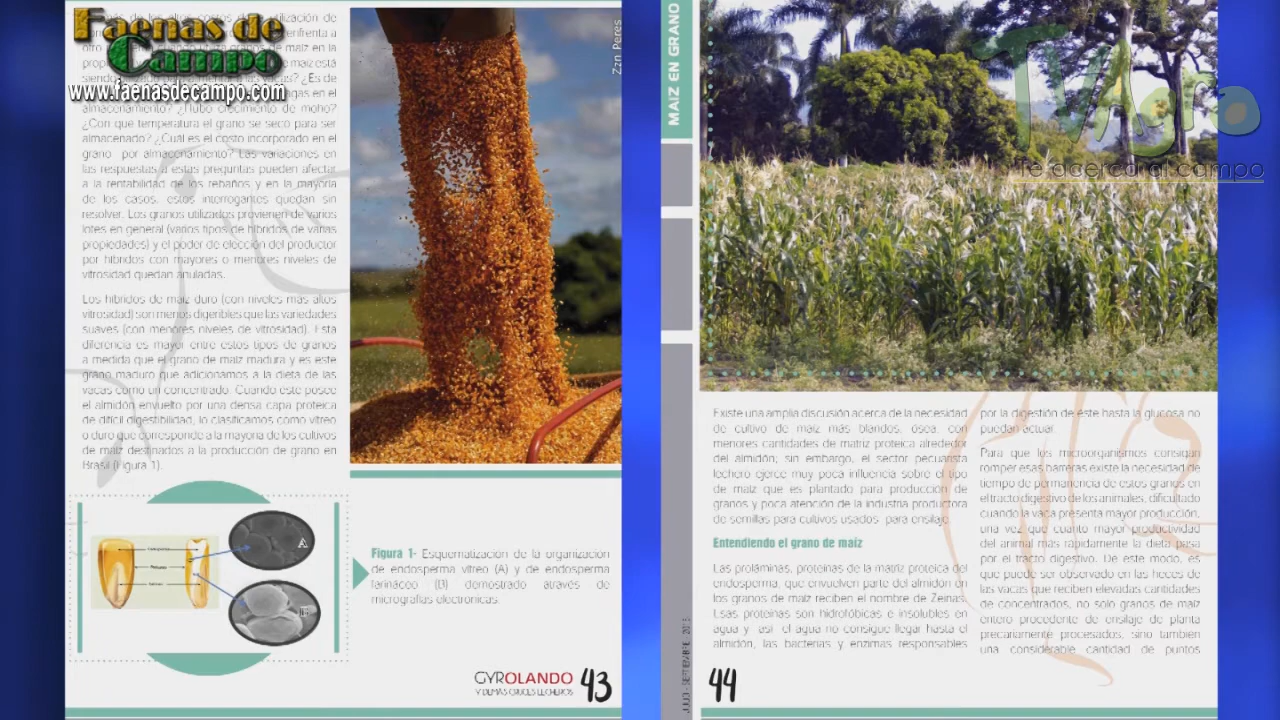 Faenas de
Campo
www.faenasdecampo.com
utilización de
enfrenta a
maíz en la
maíz está
¿Es de
almacenamiento? ¿Hubo crecimiento de moho?
¿Con que temperatura el grano se secó para ser
almacenado? ¿Cuál es el costo incorporado en el
grano por almacenamiento? Las variaciones en
las respuestas a estas preguntas pueden afectar
a la rentabilidad de los rebaños y en la mayoría
de los casos, estos interrogantes quedan sin
resolver. Los granos utilizados provienen de varios
lotes en general (varios tipos de híbridos de varias
propiedades) y el poder de elección del productor
por híbridos con mayores o menores niveles de
vitrosidad quedan anuladas.
Los híbridos de maíz duro (con niveles más altos
vitrosidad) son menos digeribles que las variedades
suaves (con menores niveles de vitrosidad). Esta
diferencia es mayor entre estos tipos de granos
a medida que el grano de maíz madura y es este
grano maduro que adicionamos a la dieta de las
vacas como un concentrado. Cuando este posee
el almidón envuelto por una densa capa proteica
de difícil digestibilidad, lo clasificamos como vítreo
o duro que corresponde a la mayoría de los cultivos
de maíz destinados a la producción de grano en
Brasil (Figura 1).
A
B
Figura 1- Esquematización de la organización
de endosperma vítreo (A) y de endosperma
farináceo (B) demostrado através de
micrografías electrónicas.
GYROLANDO
Y DEMÁS CRUCES LECHEROS
43
MAIZ EN GRANO
TVAgro
Te acerca al campo
Existe una amplia discusión acerca de la necesidad
de cultivo de maíz más blandos, ósea, con
menores cantidades de matriz proteica alrededor
del almidón; sin embargo, el sector pecuarista
lechero ejerce muy poca influencia sobre el tipo
de maíz que es plantado para producción de
granos y poca atención de la industria productora
de semillas para cultivos usados para ensilaje.
Entendiendo el grano de maíz
Las prolaminas, proteínas de la matriz proteica del
endosperma, que envuelven parte del almidón en
los granos de maíz reciben el nombre de Zeínas.
Esas proteínas son hidrofóbicas e insolubles en
agua y así el agua no consigue llegar hasta el
almidón, las bacterias y enzimas responsables
por la digestión de éste hasta la glucosa no
puedan actuar.
Para que los microorganismos consigan
romper esas barreras existe la necesidad de
tiempo de permanencia de estos granos en
el tracto digestivo de los animales, dificultado
cuando la vaca presenta mayor producción,
una vez que cuanto mayor productividad
del animal más rápidamente la dieta pasa
por el tracto digestivo. De este modo, es
que puede ser observado en las heces de
las vacas que reciben elevadas cantidades
de concentrados, no solo granos de maíz
entero procedente de ensilaje de planta
precariamente procesados, sino también
una considerable cantidad de puntos
44